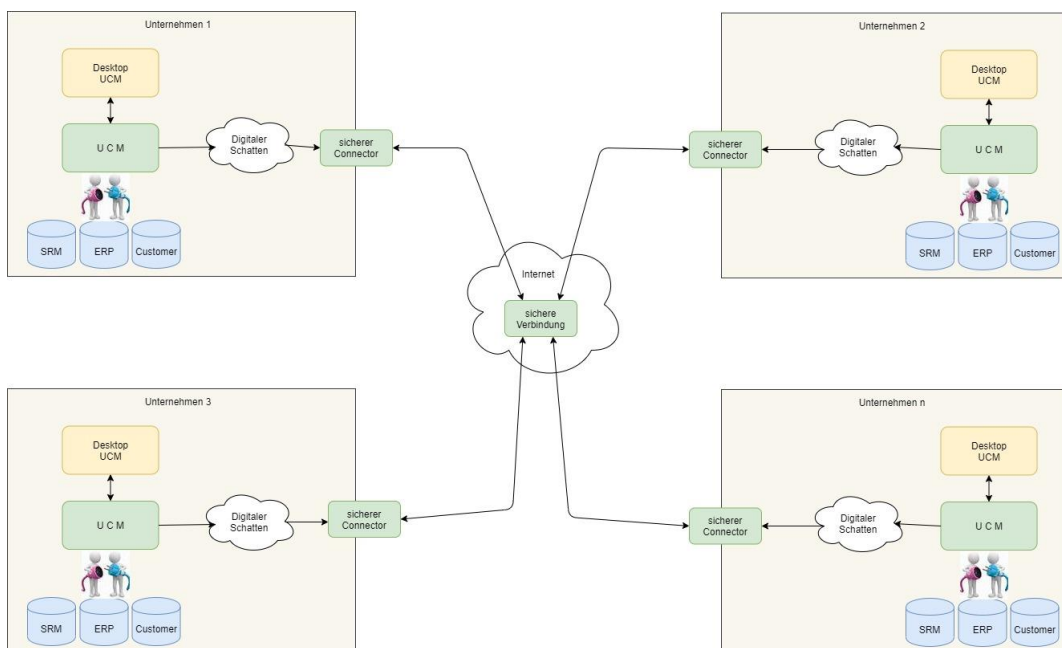 Unternehmen 1
Desktop
UCM
U C M
Digitaler
Schatten
sicherer
Connector
SRM
ERP
Customer
Unternehmen 2
Desktop
UCM
sicherer
Connector
Digitaler
Schatten
U C M
SRM
ERP
Customer
Internet
sichere
Verbindung
Unternehmen 3
Desktop
UCM
U C M
Digitaler
Schatten
sicherer
Connector
SRM
ERP
Customer
Unternehmen n
Desktop
UCM
sicherer
Connector
Digitaler
Schatten
U C M
SRM
ERP
Customer